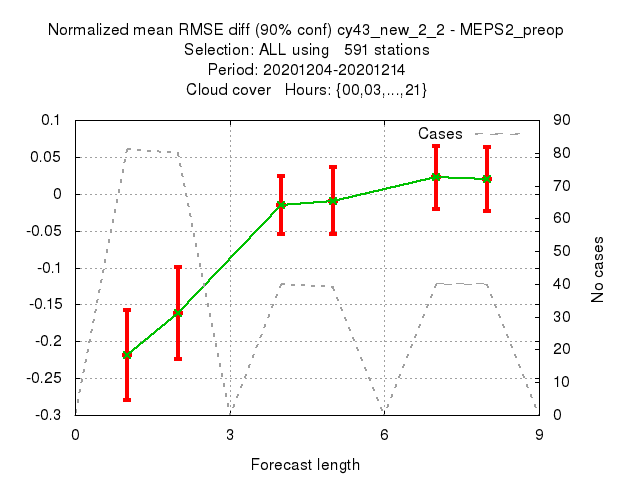 Normalized mean RMSE diff (90% conf) cy43_new_2_2 - MEPS2_preop
Selection: ALL using 591 stations
Period: 20201204-20201214
Cloud cover Hours: {00,03,...,21}
Cases
0.1
0.05
0
-0.05
-0.1
-0.15
-0.2
-0.25
-0.3
90
80
70
60
50
40
30
20
10
0
No cases
0 3 6 9
Forecast length